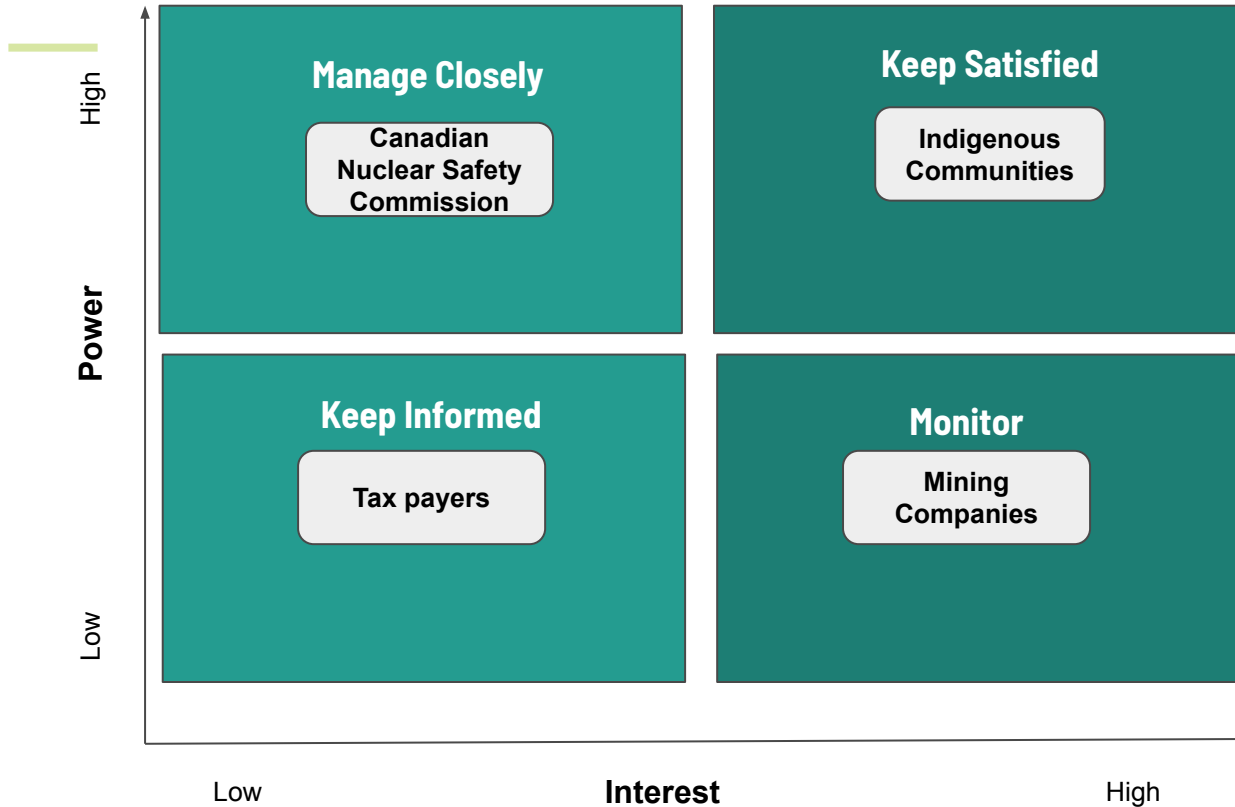 High
Manage Closely
Canadian
Nuclear Safety
Commission
Keep Satisfied
Indigenous
Communities
Power
Keep Informed
Tax payers
Monitor
Mining
Companies
Low
Low
Interest
High